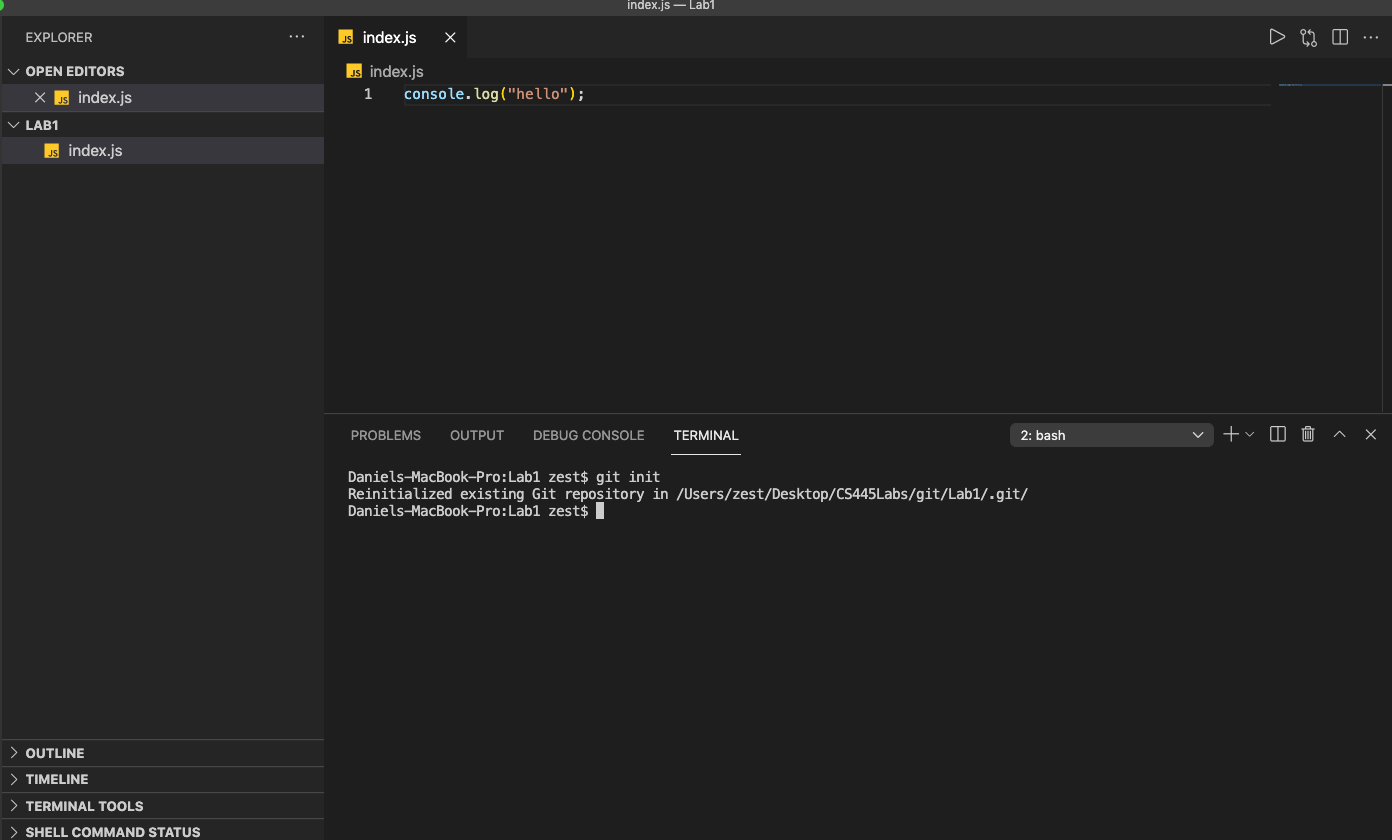 index.js — Lab1
EXPLORER
OPEN EDITORS
JS index.js
LAB1
JS index.js
OUTLINE
TIMELINE
TERMINAL TOOLS
SHELL COMMAND STATUS
JS index.js
JS index.js
1 console.log("hello");
PROBLEMS OUTPUT DEBUG CONSOLE TERMINAL 2: bash
Daniels-MacBook-Pro:Lab1 zest$ git init
Reinitialized existing Git repository in /Users/zest/Desktop/CS445Labs/git/Lab1/.git/
Daniels-MacBook-Pro:Lab1 zest$